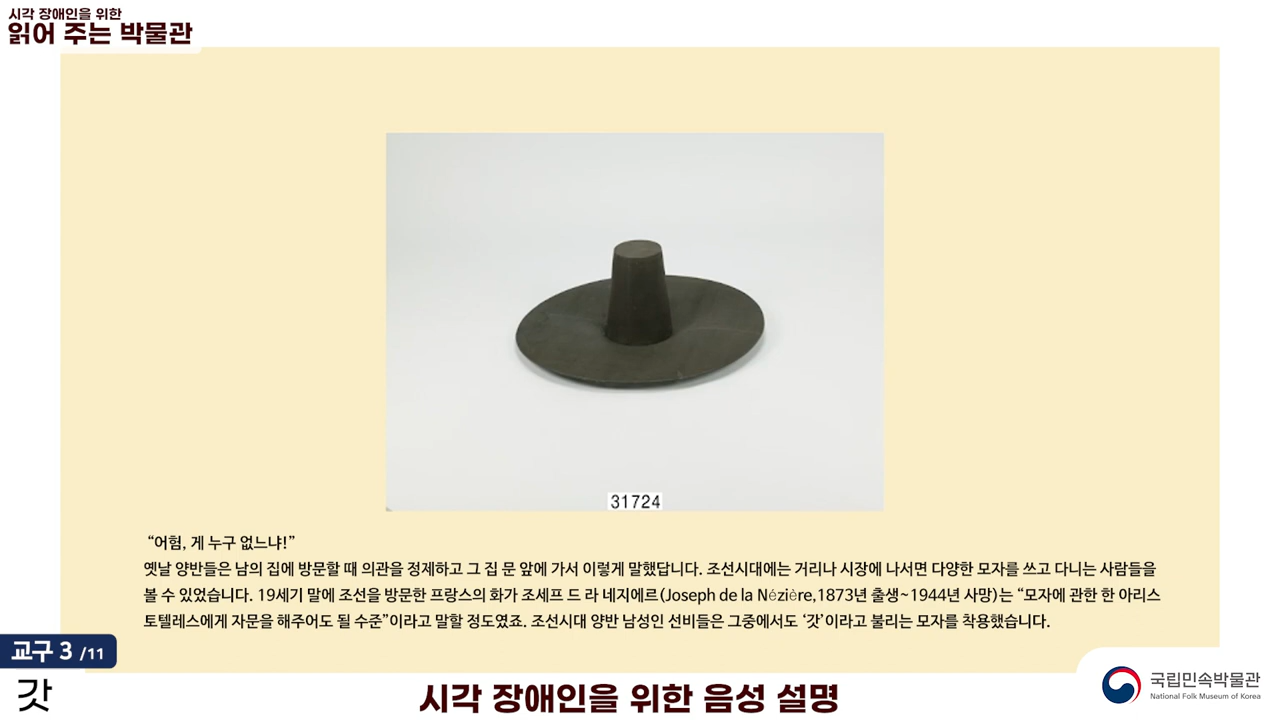 시각 장애인을 위한
읽어 주는 박물관
31724
“어험, 게 누구 없느냐!”
옛날 양반들은 남의 집에 방문할 때 의관을 정제하고 그 집 문 앞에 가서 이렇게 말했답니다. 조선시대에는 거리나 시장에 나서면 다양한 모자를 쓰고 다니는 사람들을
볼 수 있었습니다. 19세기 말에 조선을 방문한 프랑스의 화가 조세프 드 라 네지에르(Joseph de la Nézière,1873년 출생~1944년 사망)는 “모자에 관한 한 아리스
토텔레스에게 자문을 해주어도 될 수준”이라고 말할 정도였죠. 조선시대 양반 남성인 선비들은 그중에서도 ‘갓’이라고 불리는 모자를 착용했습니다.
교구 3 /11
갓
시각 장애인을 위한 음성 설명
국립민속박물관
National Folk Museum of Korea